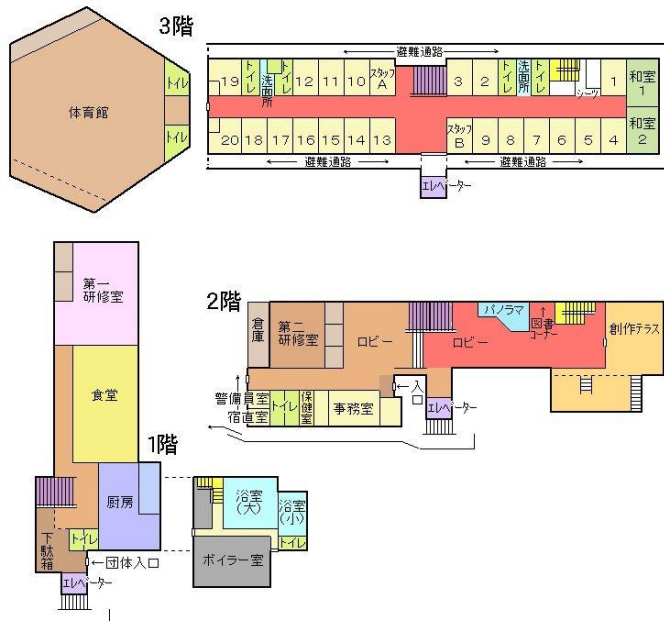 3階
体育館
トイレ
トイレ
避難通路
19
トイレ
洗面所
トイレ
12
11
10
スタッフA
3
2
トイレ
洗面所
トイレ
シーツ
1
和室1
20
18
17
16
15
14
13
スタッフB
9
8
7
6
5
4
和室2
避難通路
避難通路
エレベーター
2階
倉庫
第二研修室
ロビー
ロビー
パノラマ
図書コーナー
創作テラス
警備員室
宿直室
トイレ
保健室
事務室
入口
エレベーター
1階
第一研修室
食堂
厨房
下駄箱
トイレ
団体入口
エレベーター
浴室(大)
浴室(小)
トイレ
ボイラー室